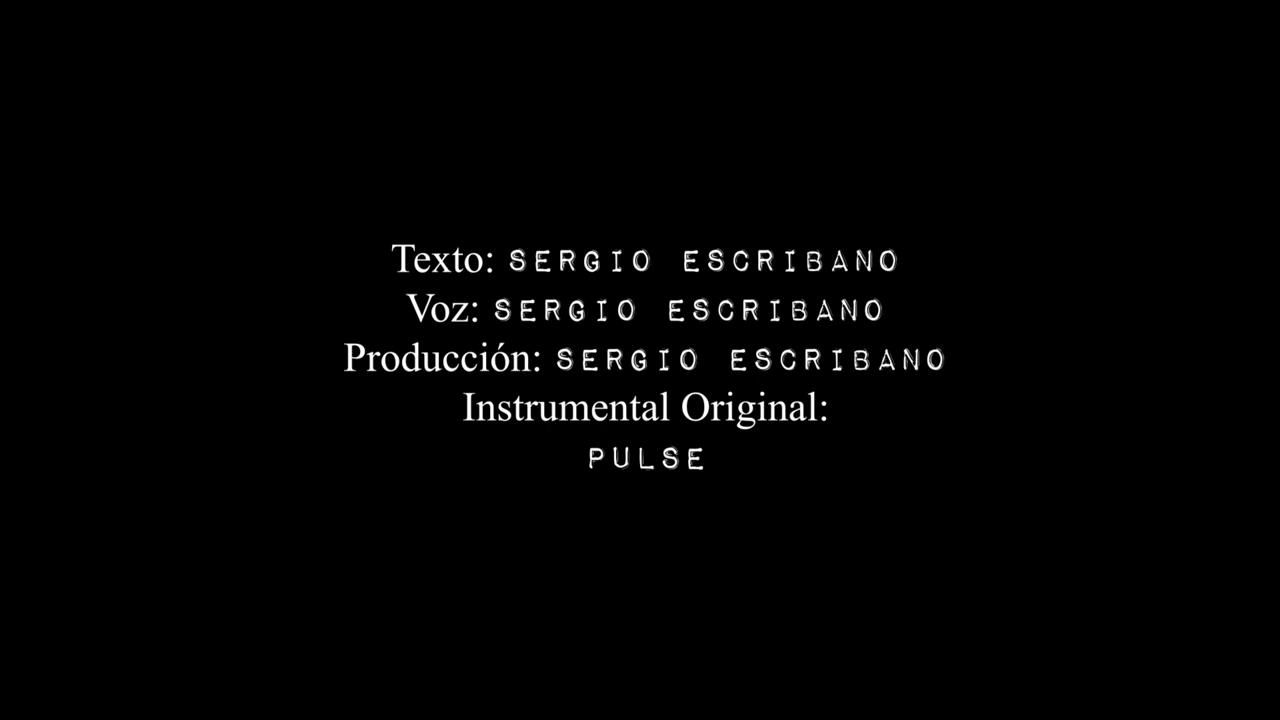 Texto: SERGIO ESCRIBANO
Voz: SERGIO ESCRIBANO
Producción: SERGIO ESCRIBANO
Instrumental Original:
PULSE